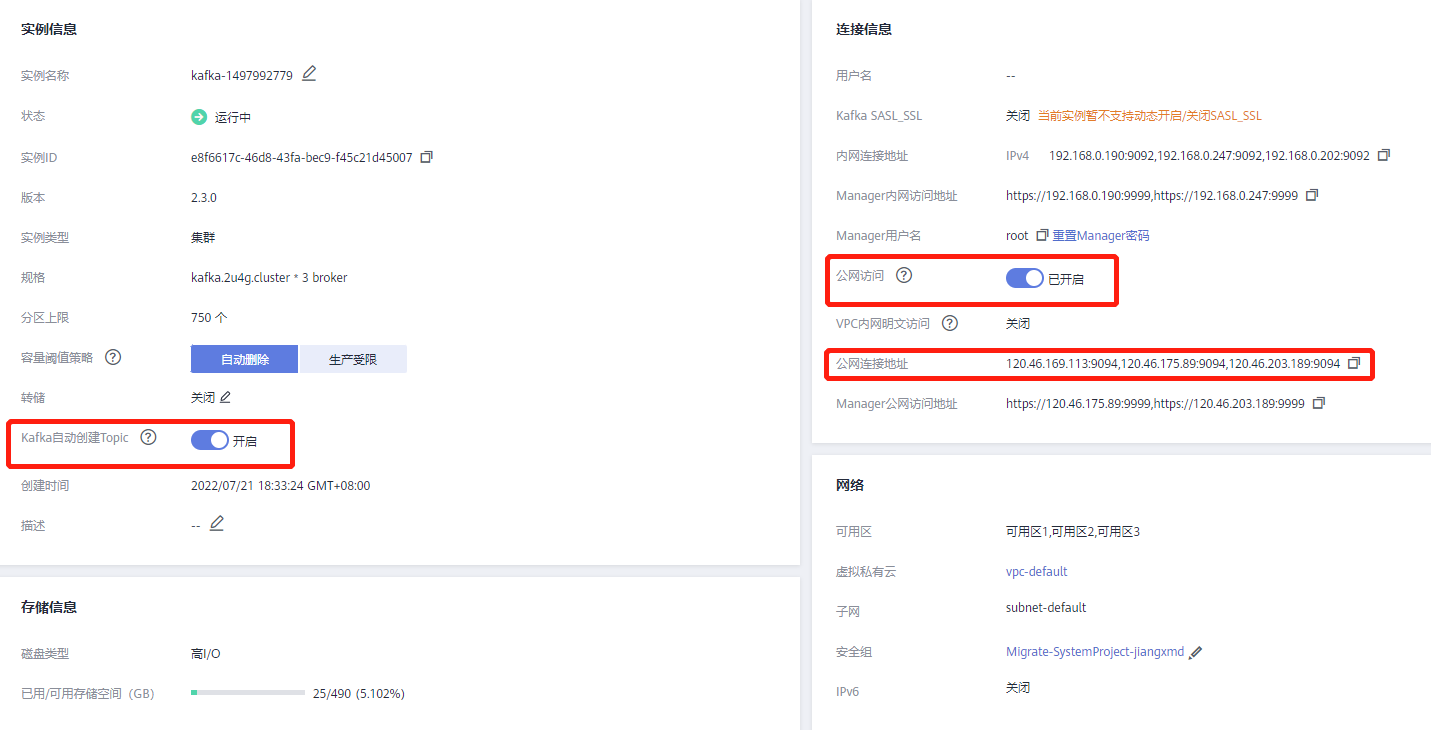 实例信息
实例名称 kafka-1497992779
状态 运行中
实例ID e8f6617c-46d8-43fa-bec9-f45c21d45007
版本 2.3.0
实例类型 集群
规格 kafka.2u4g.cluster * 3 broker
分区上限 750 个
容量阈值策略 自动删除 生产受限
转储 关闭
Kafka自动创建Topic 开启
创建时间 2022/07/21 18:33:24 GMT+08:00
描述 --
存储信息
磁盘类型 高I/O
已用/可用存储空间（GB） 25/490 (5.102%)
连接信息
用户名 --
Kafka SASL_SSL 关闭 当前实例暂不支持动态开启/关闭SASL_SSL
内网连接地址 IPv4 192.168.0.190:9092,192.168.0.247:9092,192.168.0.202:9092
Manager内网访问地址 https://192.168.0.190:9999,https://192.168.0.247:9999
Manager用户名 root 重置Manager密码
公网访问 已开启
VPC内网明文访问 关闭
公网连接地址 120.46.169.113:9094,120.46.175.89:9094,120.46.203.189:9094
Manager公网访问地址 https://120.46.175.89:9999,https://120.46.203.189:9999
网络
可用区 可用区1,可用区2,可用区3
虚拟私有云 vpc-default
子网 subnet-default
安全组 Migrate-SystemProject-jiangxmd
IPv6 关闭